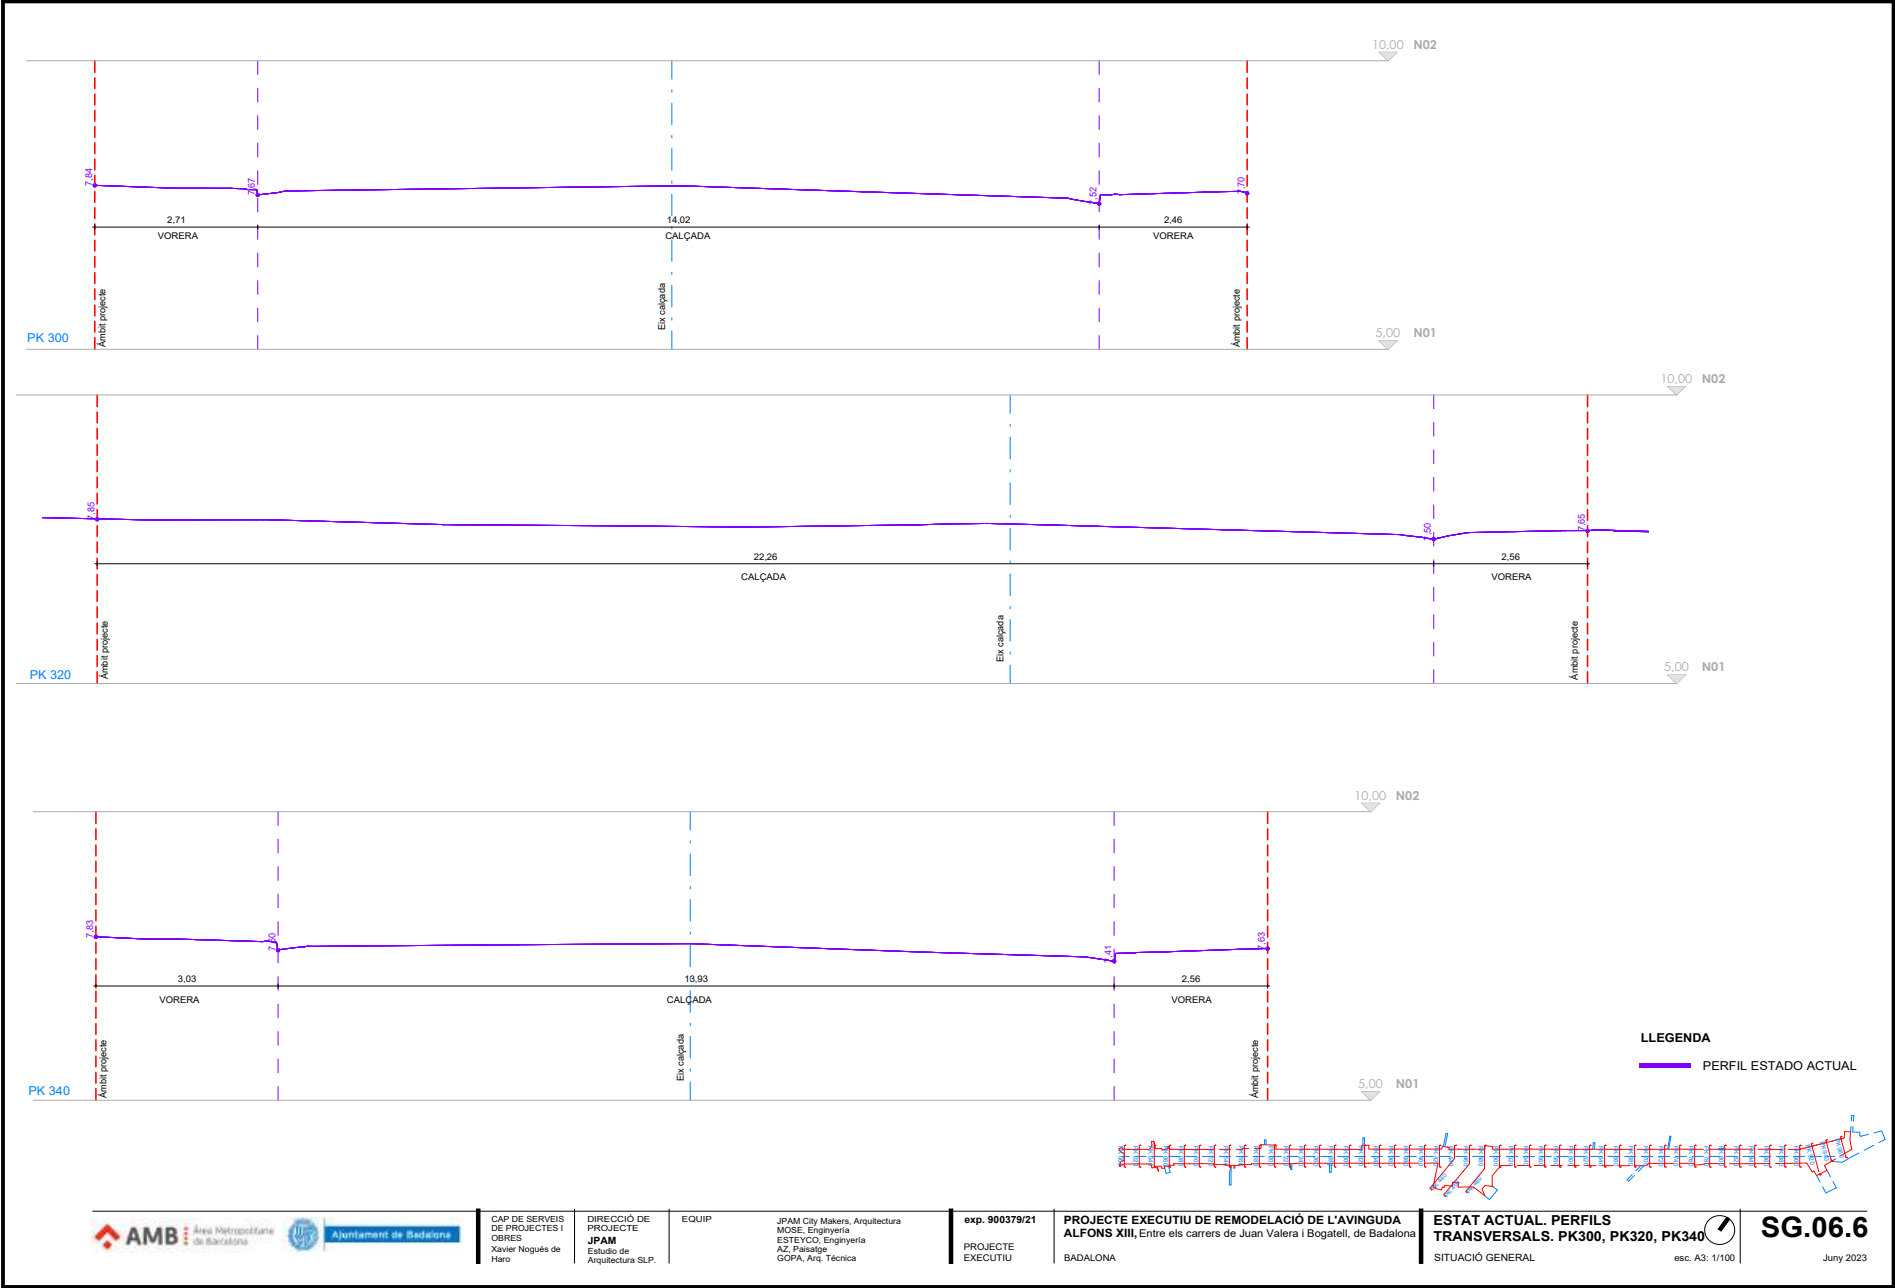 10,00 N02
7,84
7,67
7,52
7,70
2,71
14,02
2,46
VORERA
CALÇADA
VORERA
Àmbit projecte
Eix calçada
Àmbit projecte
PK 300
5,00 N01
10,00 N02
7,85
7,50
7,65
22,26
2,56
CALÇADA
VORERA
Àmbit projecte
Eix calçada
Àmbit projecte
PK 320
5,00 N01
10,00 N02
7,83
7,60
7,41
7,63
3,03
13,93
2,56
VORERA
CALÇADA
VORERA
Àmbit projecte
Eix calçada
Àmbit projecte
PK 340
5,00 N01
LLEGENDA
PERFIL ESTADO ACTUAL
AMB Àrea Metropolitana
de Barcelona
Ajuntament de Badalona
CAP DE SERVEIS
DE PROJECTES I
OBRES
Xavier Nogués de
Haro
DIRECCIÓ DE
PROJECTE
JPAM
Estudio de
Arquitectura SLP.
EQUIP
JPAM City Makers, Arquitectura
MOSE, Enginyería
ESTEYCO, Enginyería
AZ, Paisatge
GOPA, Arq. Tècnica
exp. 900379/21
PROJECTE
EXECUTIU
PROJECTE EXECUTIU DE REMODELACIÓ DE L'AVINGUDA
ALFONS XIII, Entre els carrers de Juan Valera i Bogatell, de Badalona
BADALONA
ESTAT ACTUAL. PERFILS
TRANSVERSALS. PK300, PK320, PK340
SITUACIÓ GENERAL
esc. A3: 1/100
SG.06.6
Juny 2023